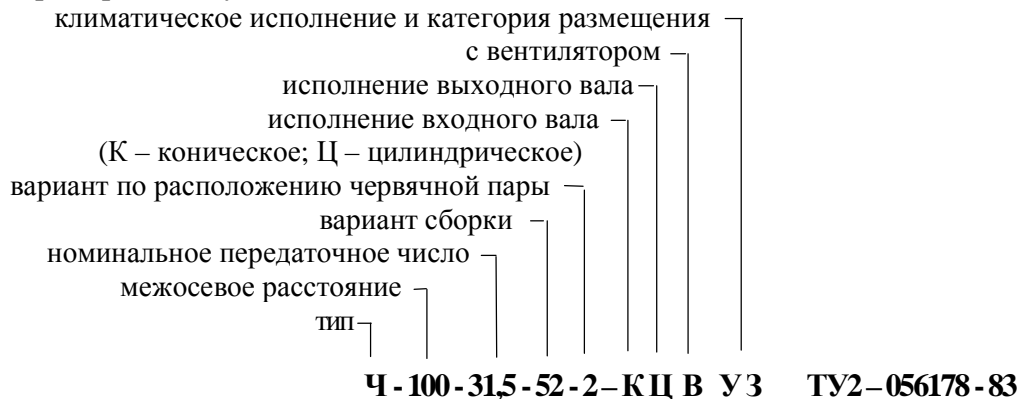 климатическое исполнение и категория размещения
с вентилятором
исполнение выходного вала
исполнение входного вала
(К – коническое; Ц – цилиндрическое)
вариант по расположению червячной пары
вариант сборки
номинальное передаточное число
межосевое расстояние
тип
Ч - 100 - 31,5 - 52 - 2 – К Ц В У 3 ТУ2 – 056178 - 83